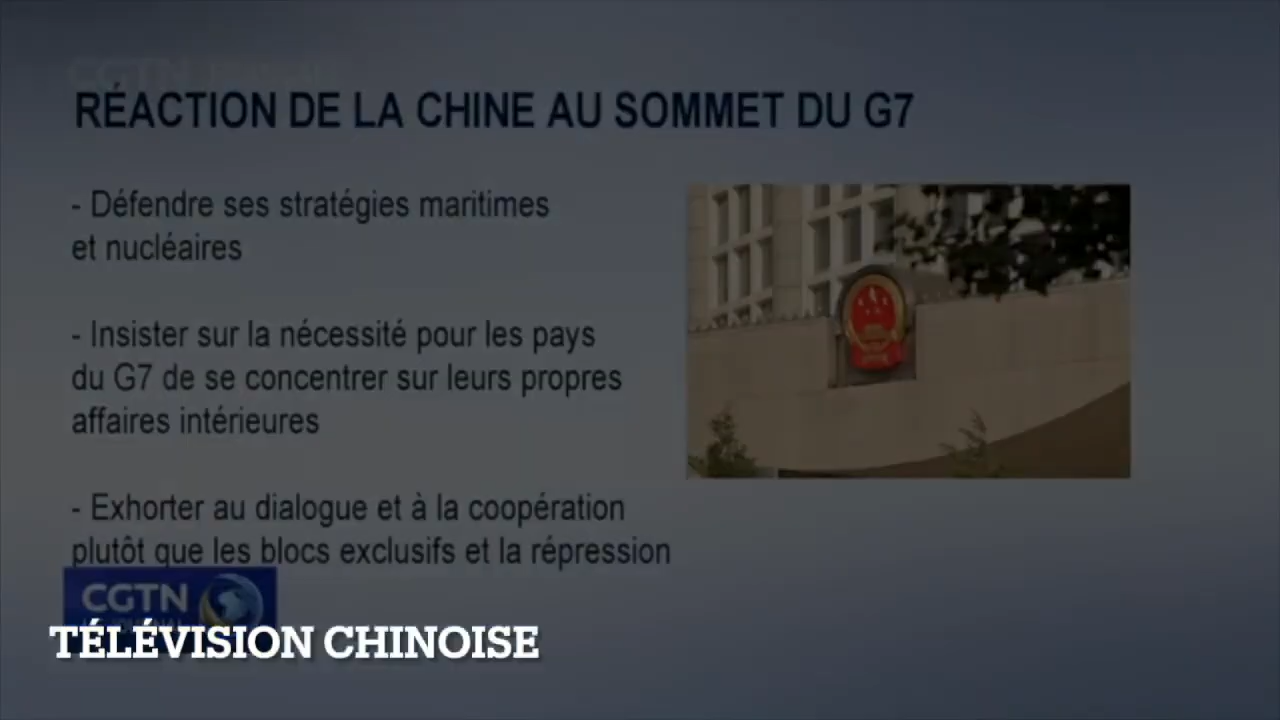 CGTN
RÉACTION DE LA CHINE AU SOMMET DU G7
- Défendre ses stratégies maritimes
et nucléaires
- Insister sur la nécessité pour les pays
du G7 de se concentrer sur leurs propres
affaires intérieures
- Exhorter au dialogue et à la coopération
plutôt que les blocs exclusifs et la répression
CGTN
TÉLÉVISION CHINOISE